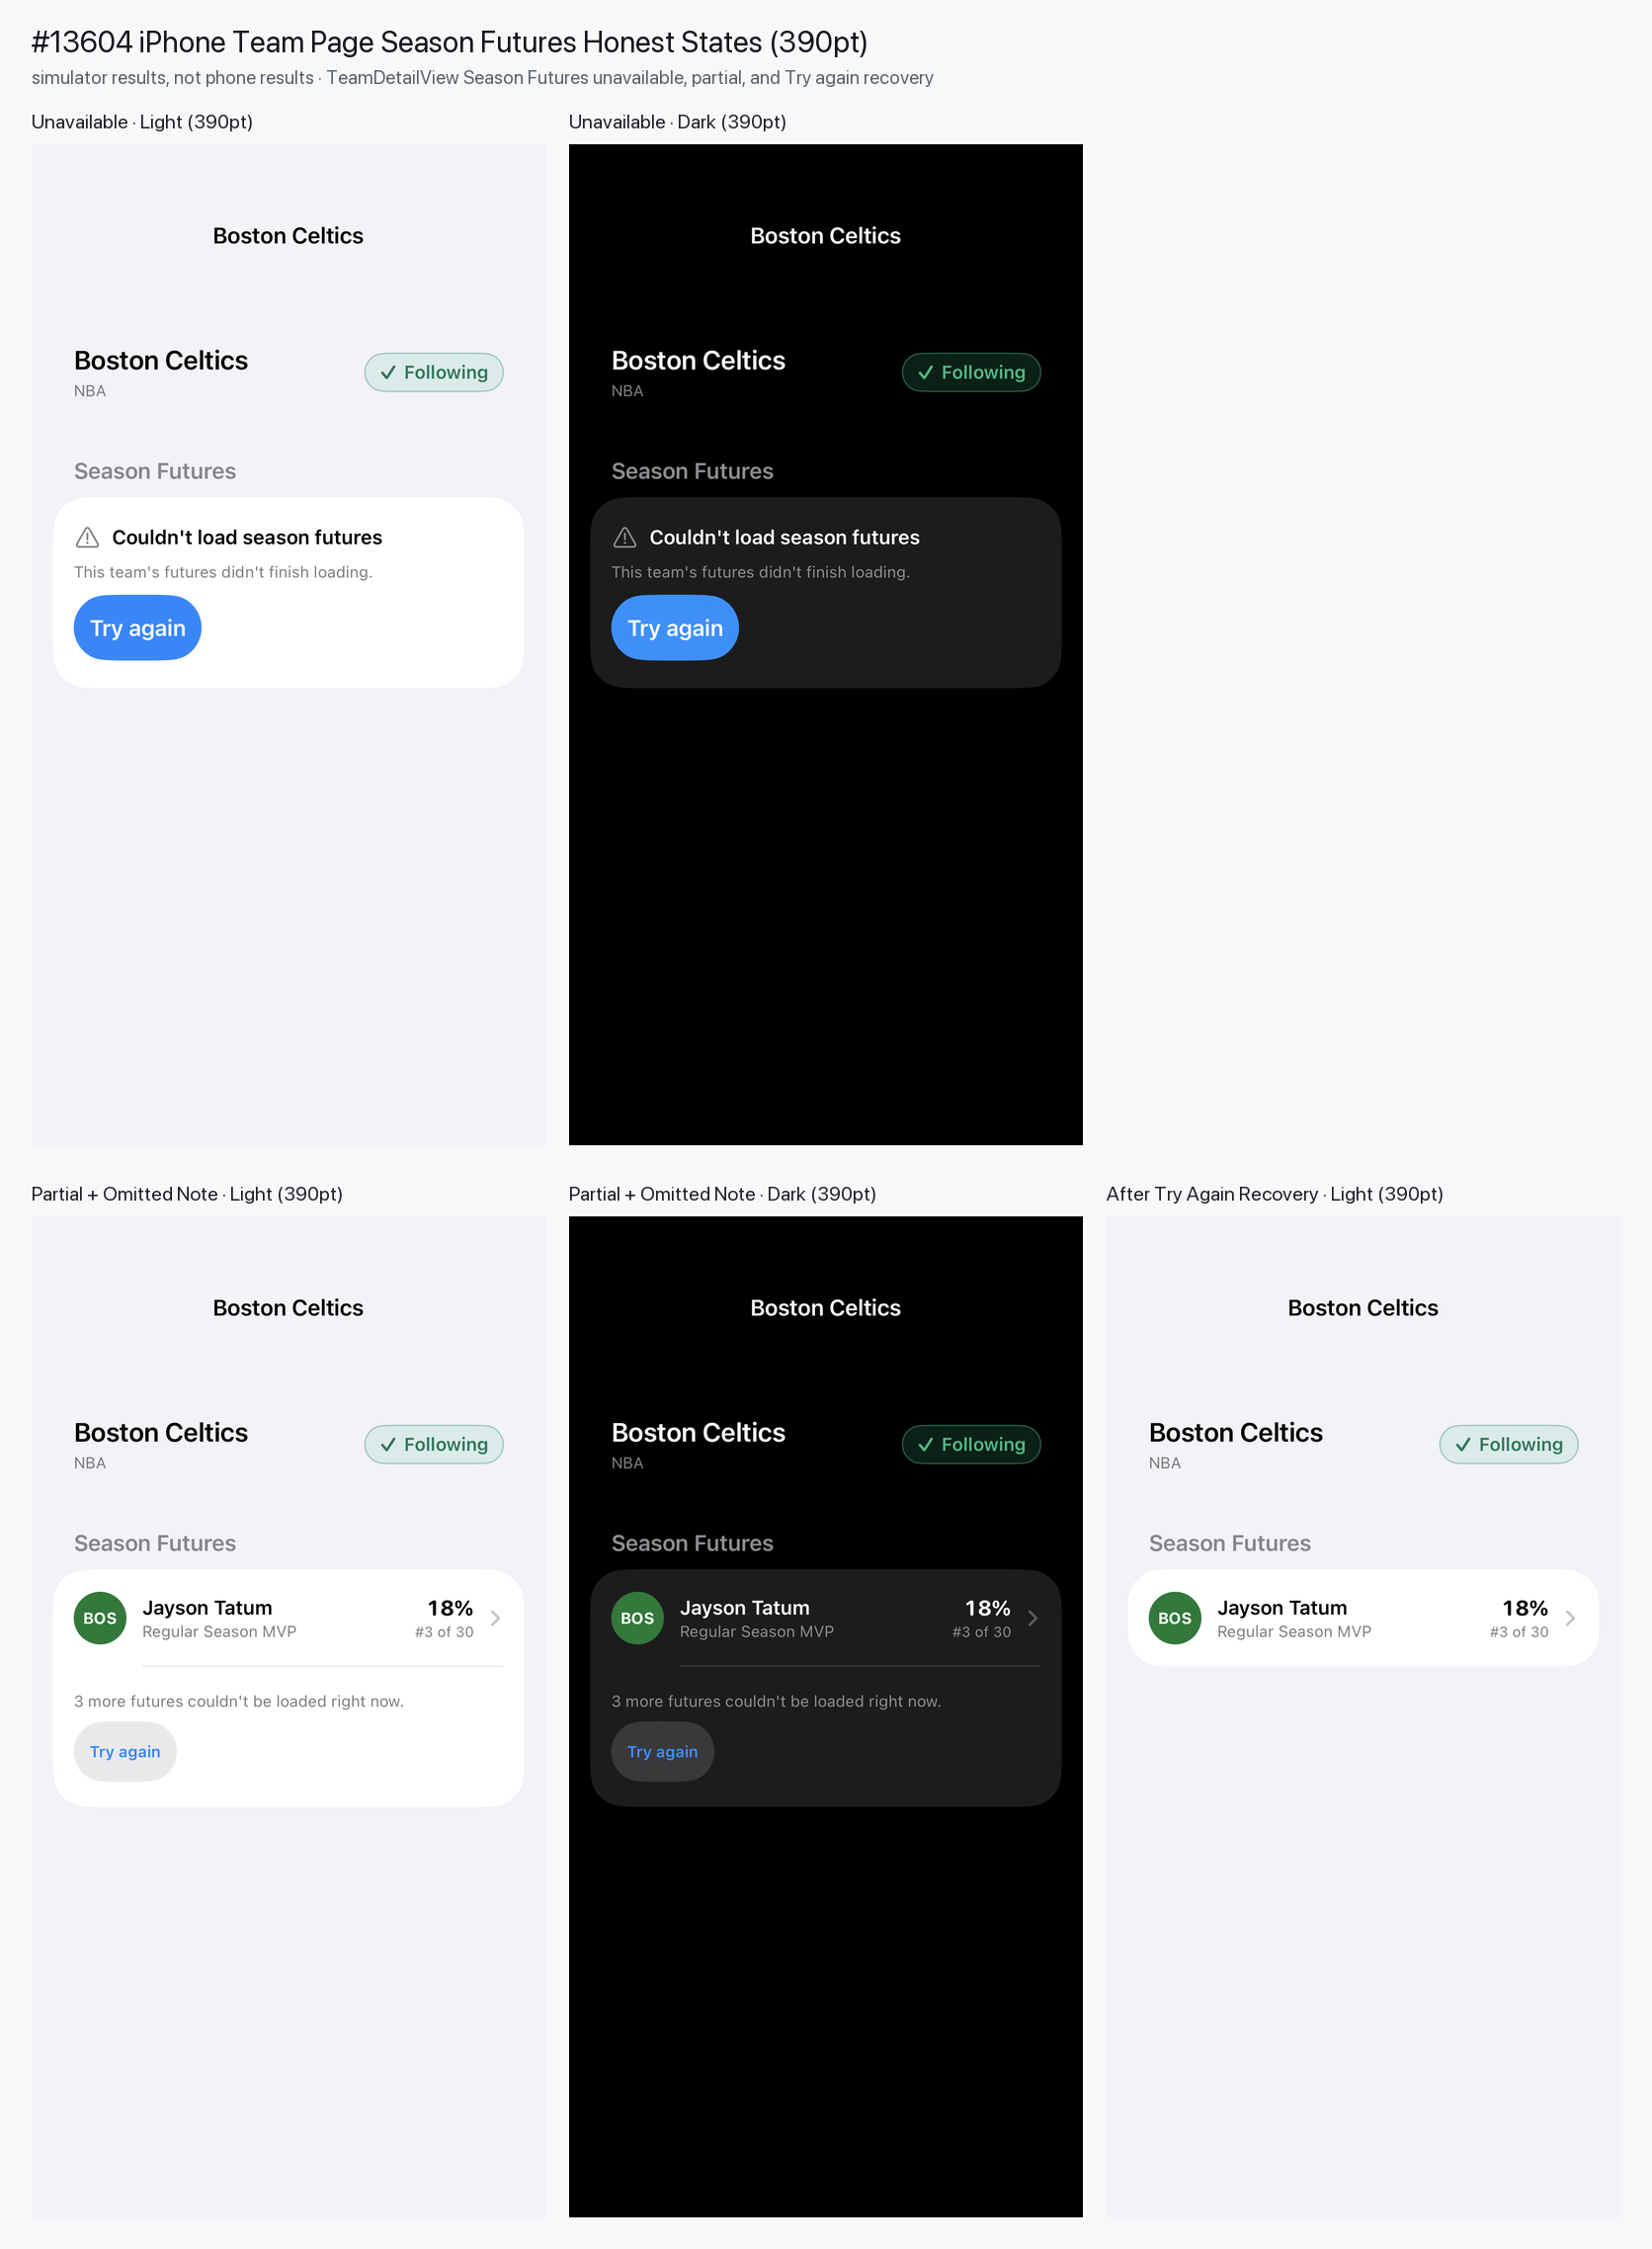 #13604 iPhone Team Page Season Futures Honest States (390pt)
simulator results, not phone results · TeamDetailView Season Futures unavailable, partial, and Try again recovery
Unavailable · Light (390pt)
Boston Celtics
Boston Celtics
NBA
Following
Season Futures
Couldn't load season futures
This team's futures didn't finish loading.
Try again
Unavailable · Dark (390pt)
Boston Celtics
Boston Celtics
NBA
Following
Season Futures
Couldn't load season futures
This team's futures didn't finish loading.
Try again
Partial + Omitted Note · Light (390pt)
Boston Celtics
Boston Celtics
NBA
Following
Season Futures
BOS
Jayson Tatum
Regular Season MVP
18%
#3 of 30
3 more futures couldn't be loaded right now.
Try again
Partial + Omitted Note · Dark (390pt)
Boston Celtics
Boston Celtics
NBA
Following
Season Futures
BOS
Jayson Tatum
Regular Season MVP
18%
#3 of 30
3 more futures couldn't be loaded right now.
Try again
After Try Again Recovery · Light (390pt)
Boston Celtics
Boston Celtics
NBA
Following
Season Futures
BOS
Jayson Tatum
Regular Season MVP
18%
#3 of 30